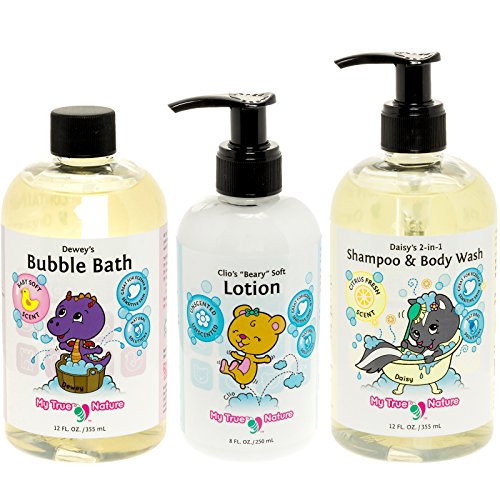 Dewey's
Bubble Bath
BABY SOFT
SCENT
Dewey
My True Nature
12 FL. OZ. / 355 mL
Clio's "Beary" Soft
Lotion
UNSCENTED
UNSCENTED
Clio
My True Nature
8 FL. OZ. / 250 mL
Daisy's 2-in-1
Shampoo & Body Wash
CITRUS FRESH
SCENT
Daisy
My True Nature
12 FL. OZ. / 355 mL